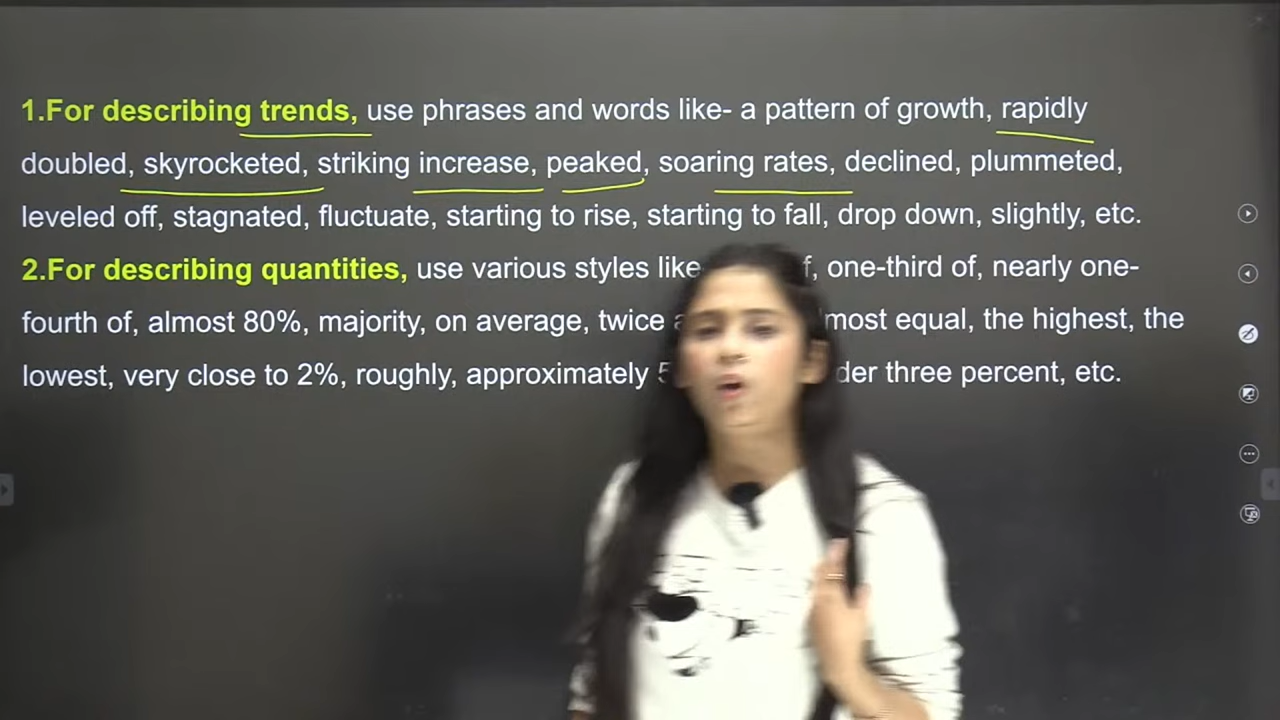 1.For describing trends, use phrases and words like- a pattern of growth, rapidly
doubled, skyrocketed, striking increase, peaked, soaring rates, declined, plummeted,
leveled off, stagnated, fluctuate, starting to rise, starting to fall, drop down, slightly, etc.
2.For describing quantities, use various styles like one-third of, nearly one-
fourth of, almost 80%, majority, on average, twice equal, the highest, the
lowest, very close to 2%, roughly, approximately three percent, etc.